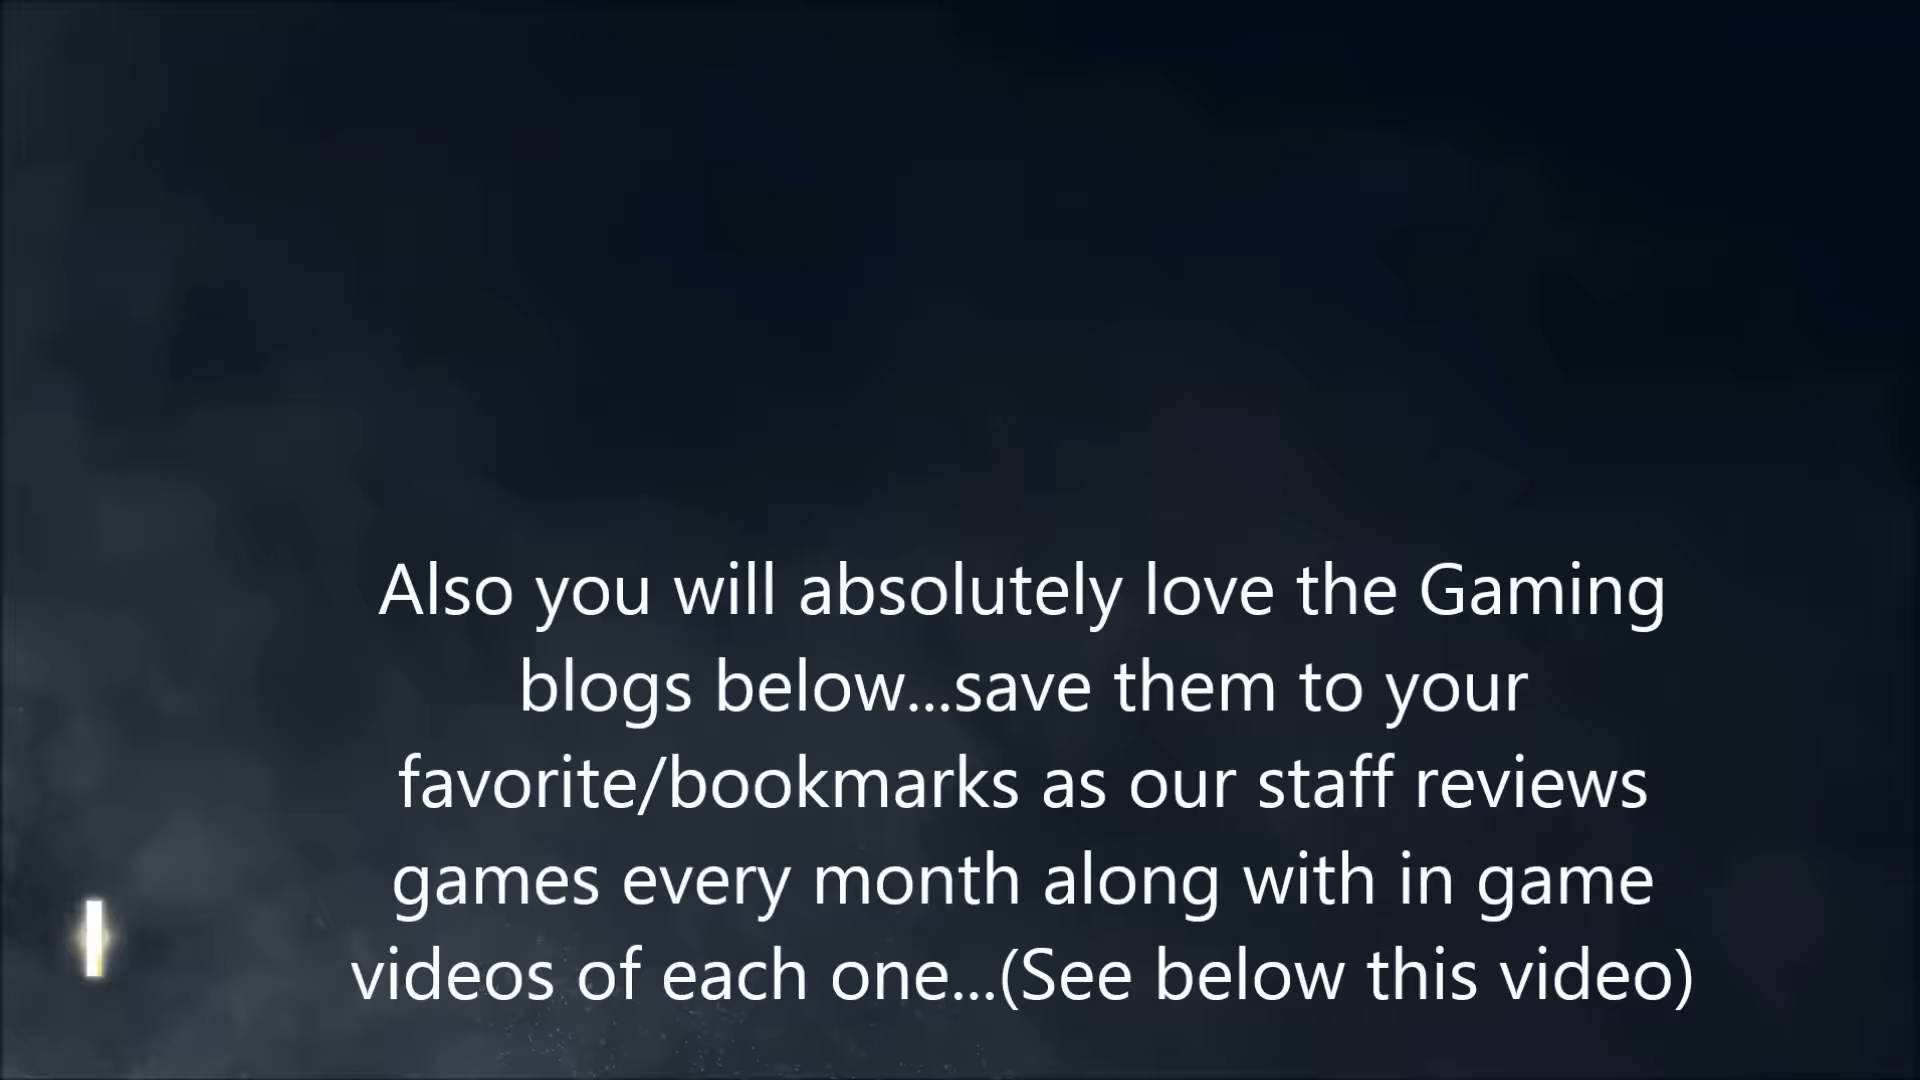 Also you will absolutely love the Gaming
blogs below...save them to your
favorite/bookmarks as our staff reviews
games every month along with in game
videos of each one...(See below this video)